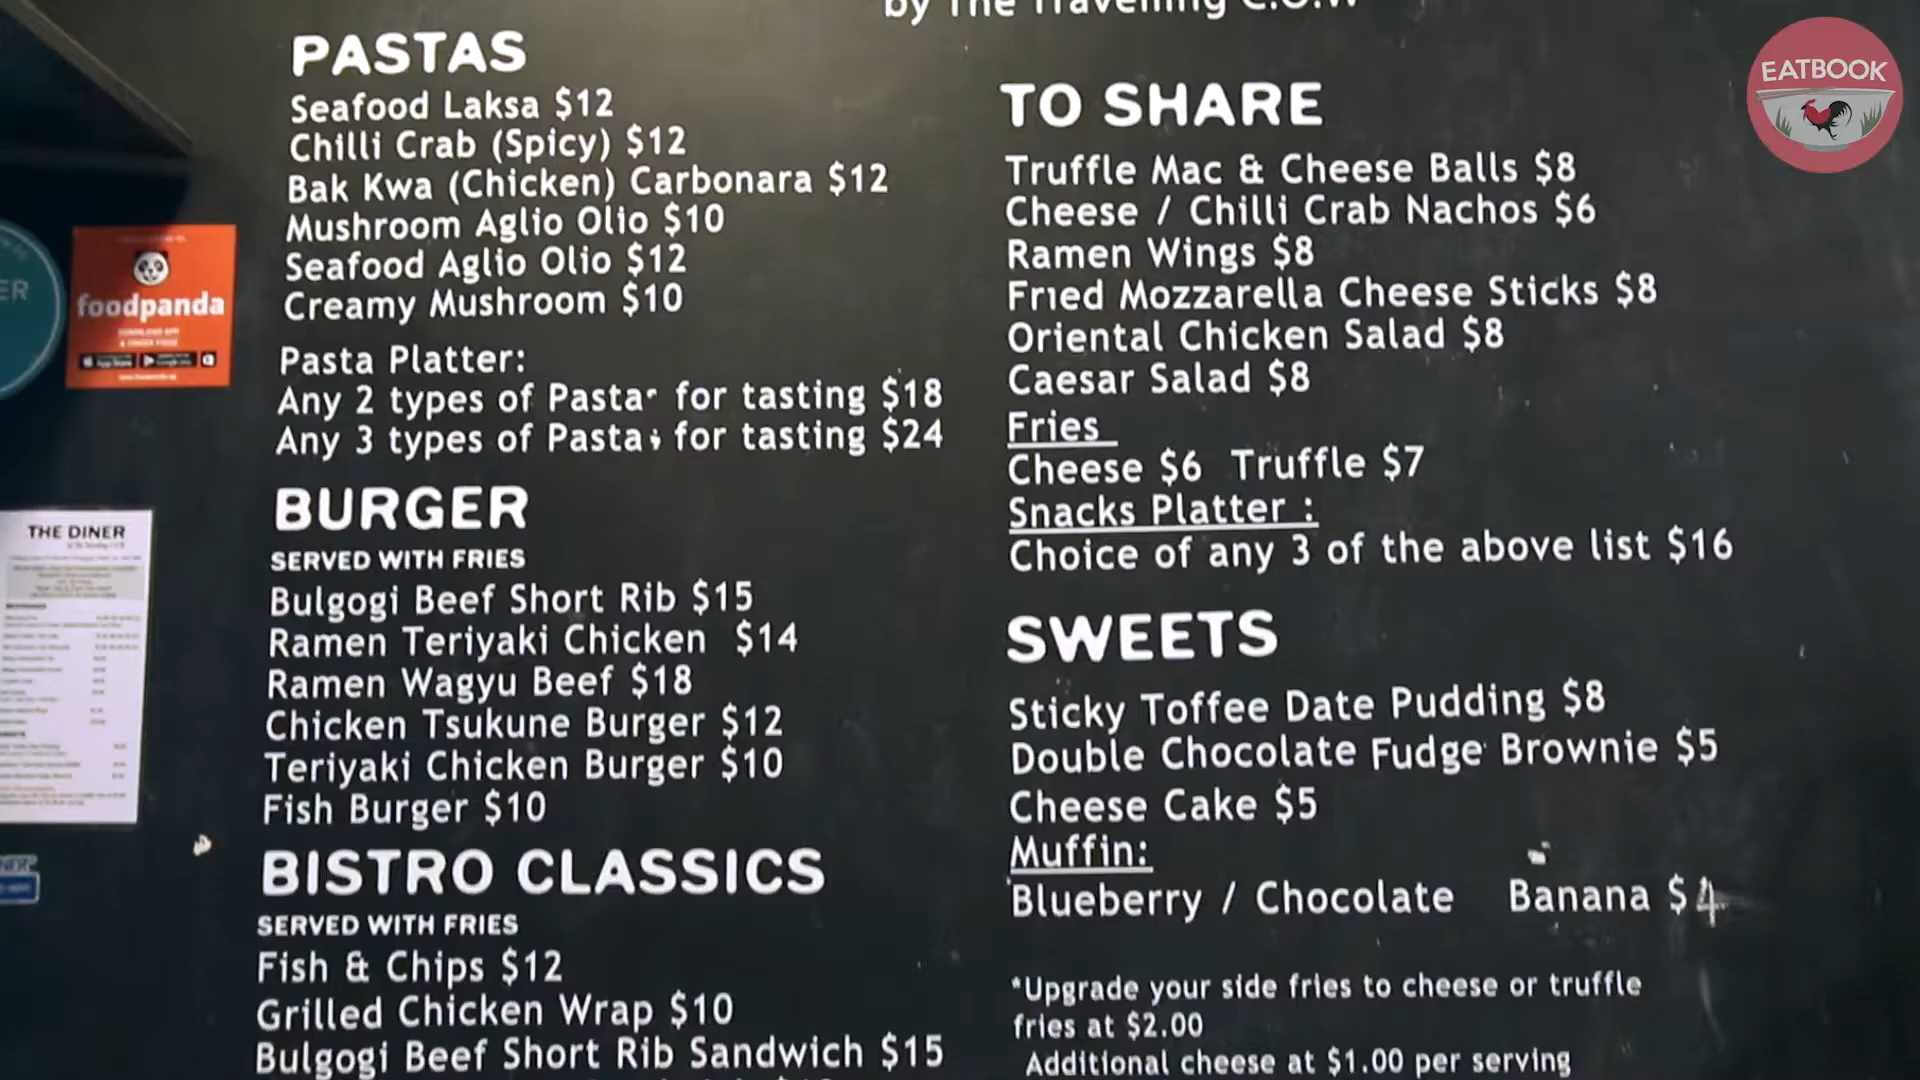 by The Travelling C.O.W
PASTAS
Seafood Laksa $12
Chilli Crab (Spicy) $12
Bak Kwa (Chicken) Carbonara $12
Mushroom Aglio Olio $10
Seafood Aglio Olio $12
Creamy Mushroom $10
Pasta Platter:
Any 2 types of Pasta for tasting $18
Any 3 types of Pasta for tasting $24
BURGER
SERVED WITH FRIES
Bulgogi Beef Short Rib $15
Ramen Teriyaki Chicken $14
Ramen Wagyu Beef $18
Chicken Tsukune Burger $12
Teriyaki Chicken Burger $10
Fish Burger $10
BISTRO CLASSICS
SERVED WITH FRIES
Fish & Chips $12
Grilled Chicken Wrap $10
Bulgogi Beef Short Rib Sandwich $15
TO SHARE
Truffle Mac & Cheese Balls $8
Cheese / Chilli Crab Nachos $6
Ramen Wings $8
Fried Mozzarella Cheese Sticks $8
Oriental Chicken Salad $8
Caesar Salad $8
Fries
Cheese $6 Truffle $7
Snacks Platter :
Choice of any 3 of the above list $16
SWEETS
Sticky Toffee Date Pudding $8
Double Chocolate Fudge Brownie $5
Cheese Cake $5
Muffin:
Blueberry / Chocolate Banana $4
*Upgrade your side fries to cheese or truffle
fries at $2.00
Additional cheese at $1.00 per serving
EATBOOK
foodpanda
THE DINER